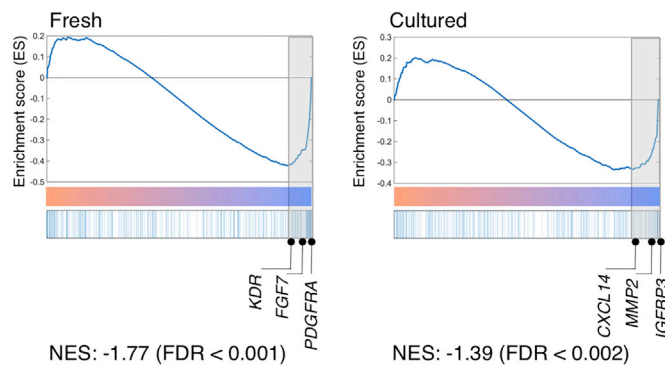 Fresh
Enrichment score (ES)
0.2
0.1
0
-0.1
-0.2
-0.3
-0.4
-0.5
KDR
FGF7
PDGFRA
NES: -1.77 (FDR < 0.001)
Cultured
Enrichment score (ES)
0.3
0.2
0.1
0
-0.1
-0.2
-0.3
-0.4
CXCL14
MMP2
IGFBP3
NES: -1.39 (FDR < 0.002)